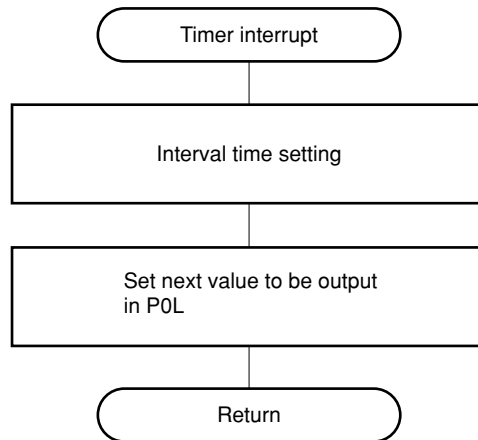 Timer interrupt
Interval time setting
Set next value to be output
in P0L
Return